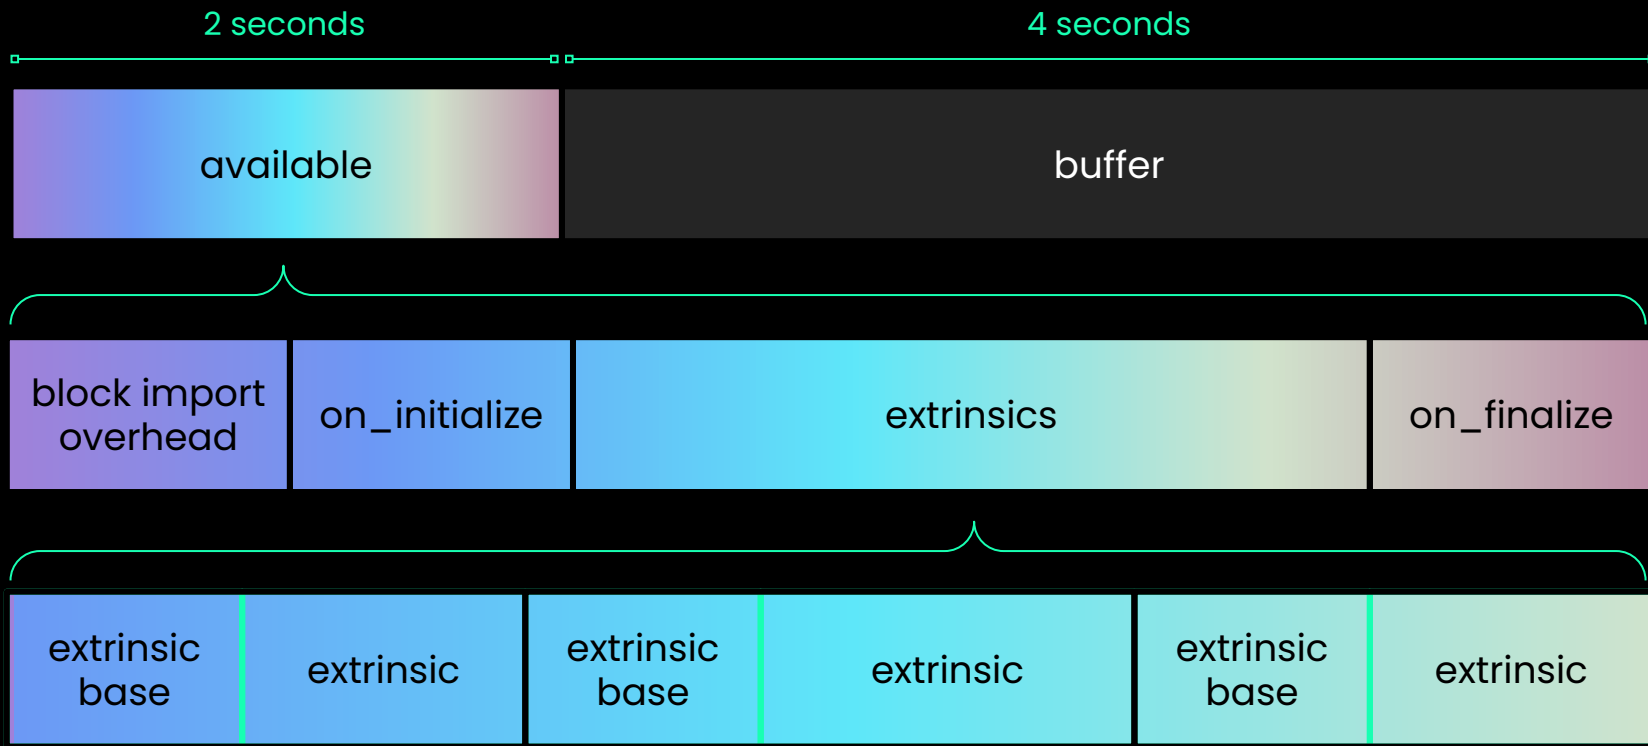 2 seconds
4 seconds
available
buffer
block import
overhead
on_initialize
extrinsics
on_finalize
extrinsic
base
extrinsic
extrinsic
base
extrinsic
extrinsic
base
extrinsic